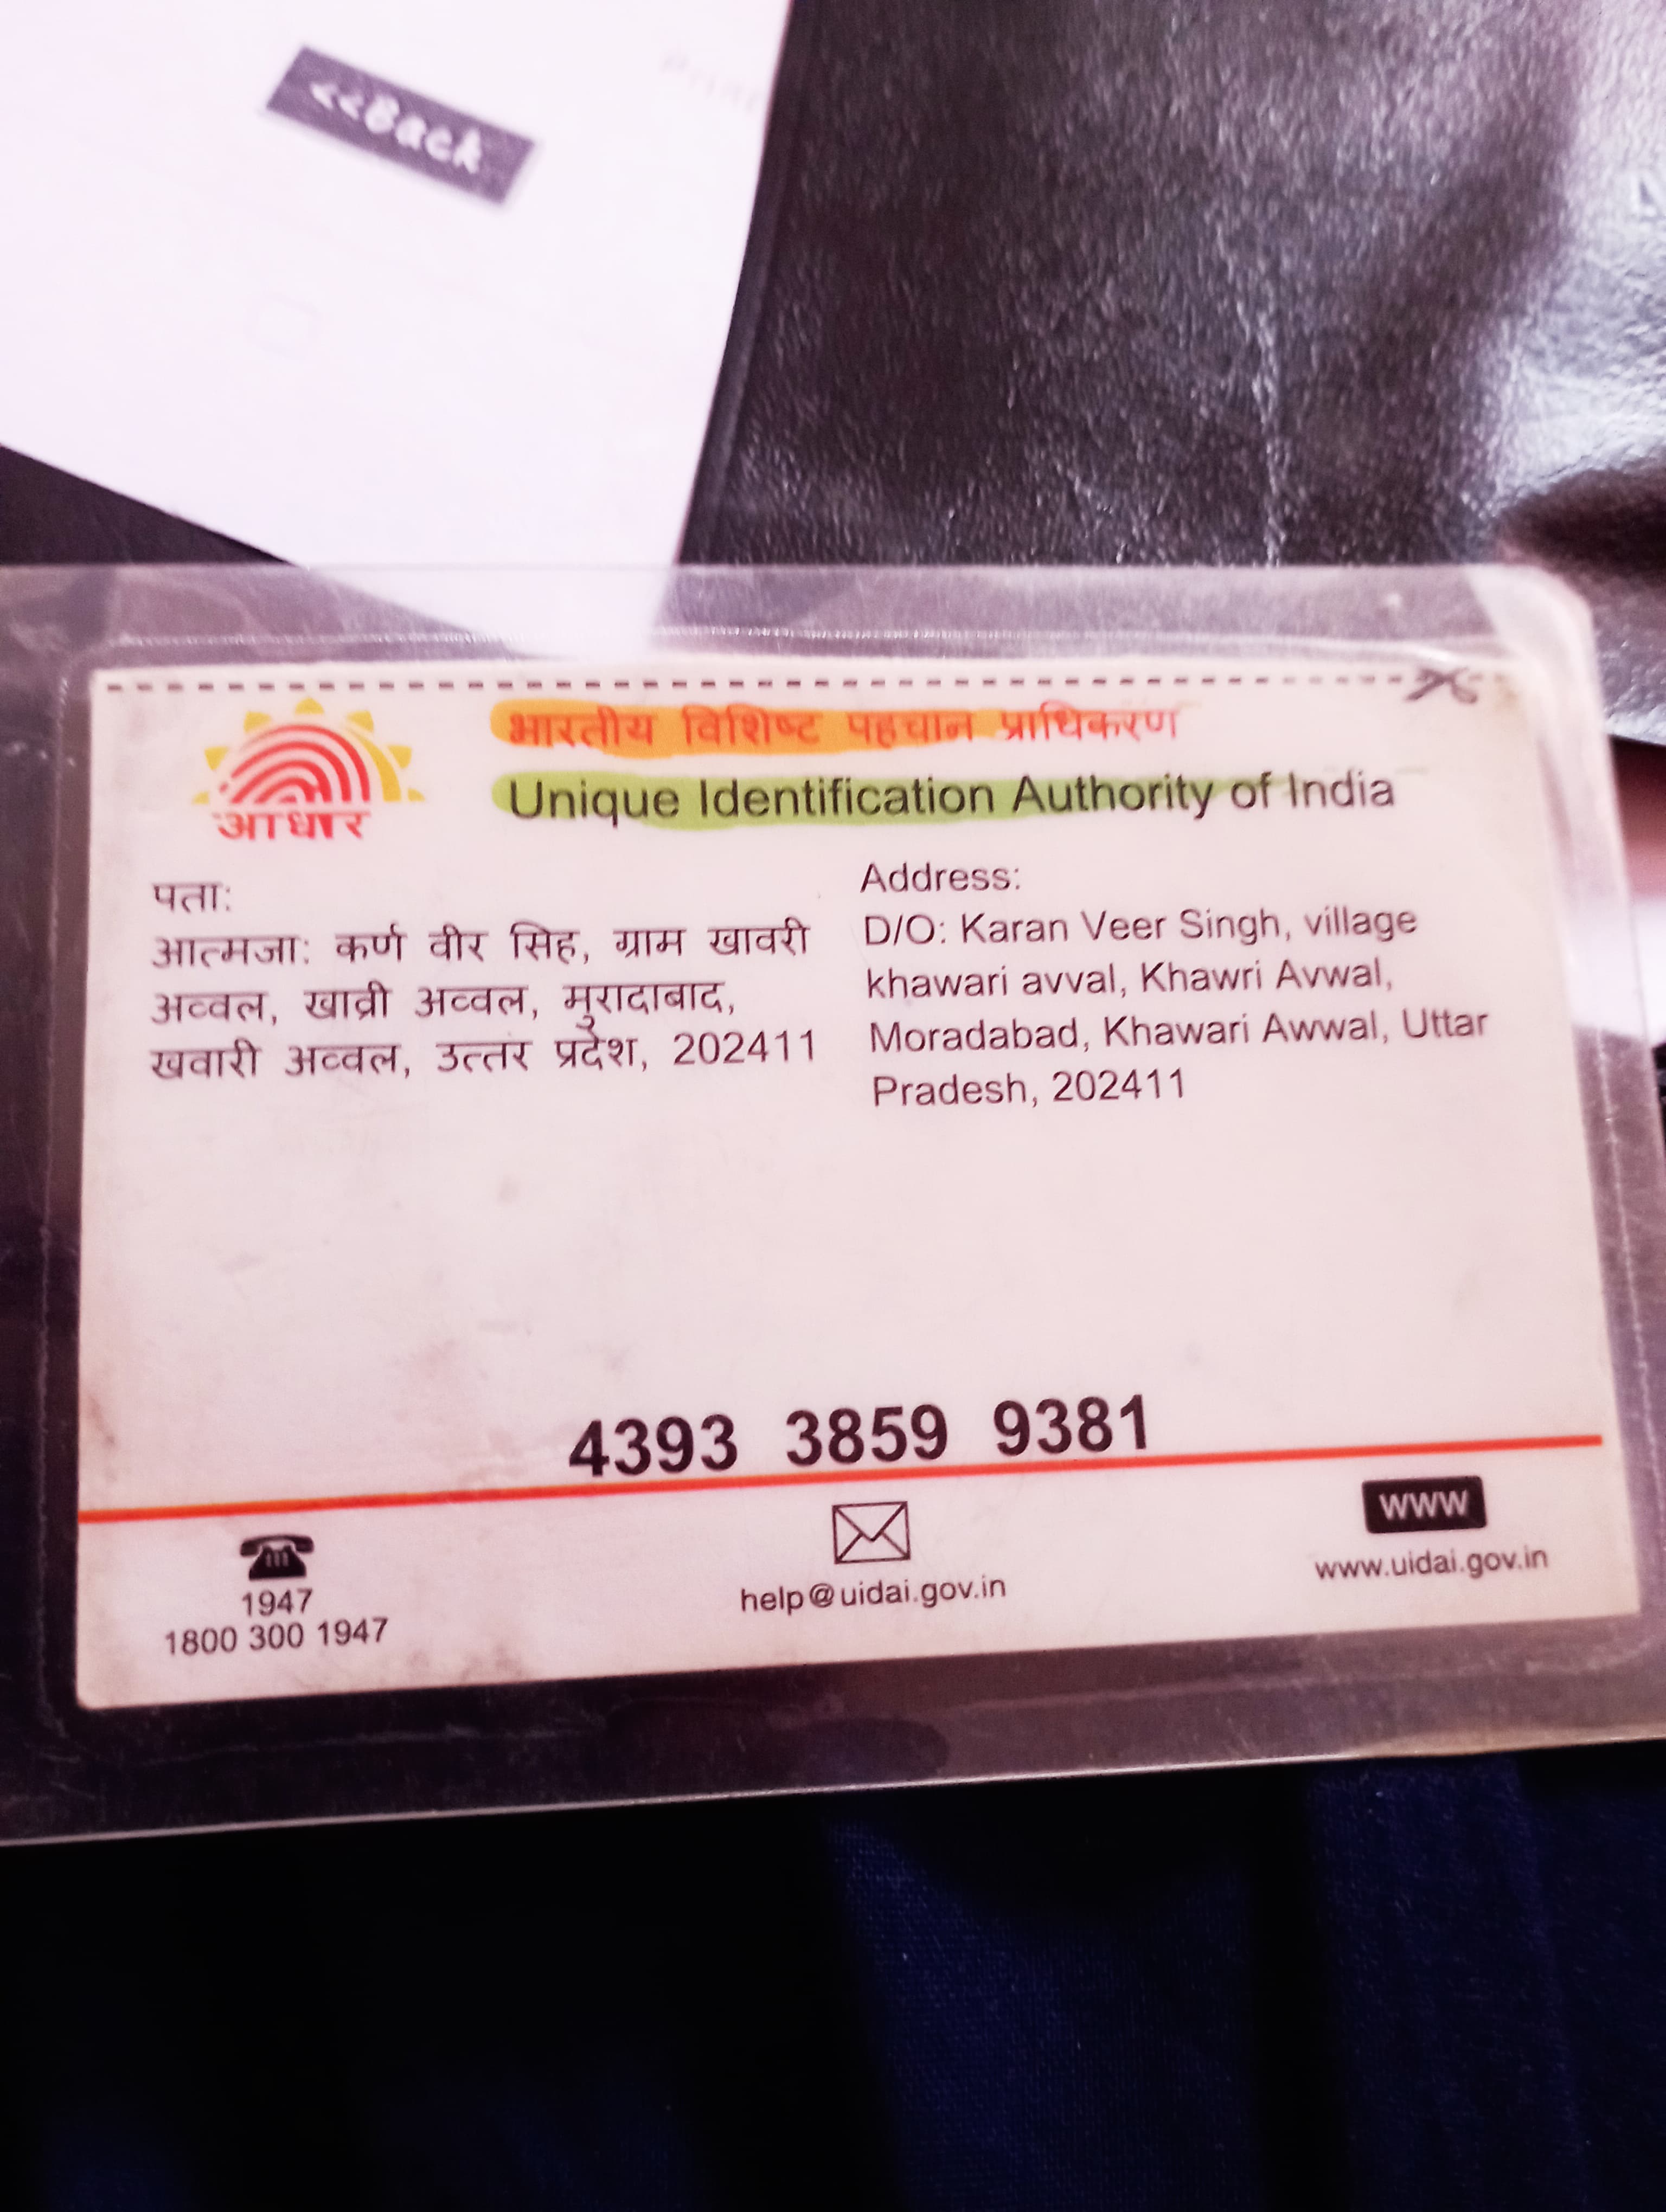 <<Back
Print
भारतीय विशिष्ट पहचान प्राधिकरण
Unique Identification Authority of India
आधार
पता:
आत्मजा: कर्ण वीर सिह, ग्राम खावरी
अव्वल, खाव्री अव्वल, मुरादाबाद,
खवारी अव्वल, उत्तर प्रदेश, 202411
Address:
D/O: Karan Veer Singh, village
khawari avval, Khawri Avwal,
Moradabad, Khawari Awwal, Uttar
Pradesh, 202411
4393 3859 9381
1947
1800 300 1947
help@uidai.gov.in
WWW
www.uidai.gov.in